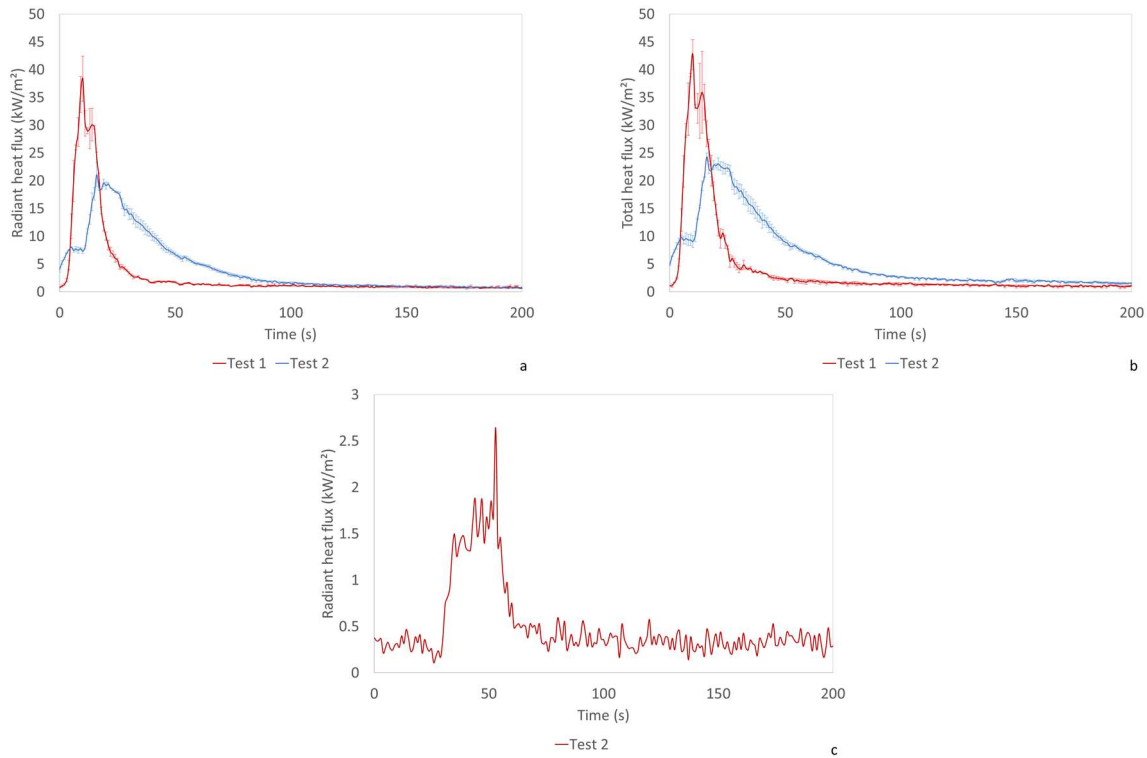 50
45
40
35
30
25
20
15
10
5
0
Radiant heat flux (kW/m²)
0 50 100 150 200
Time (s)
Test 1 Test 2
a
50
45
40
35
30
25
20
15
10
5
0
Total heat flux (kW/m²)
0 50 100 150 200
Time (s)
Test 1 Test 2
b
3
2.5
2
1.5
1
0.5
0
Radiant heat flux (kW/m²)
0 50 100 150 200
Time (s)
Test 2
c